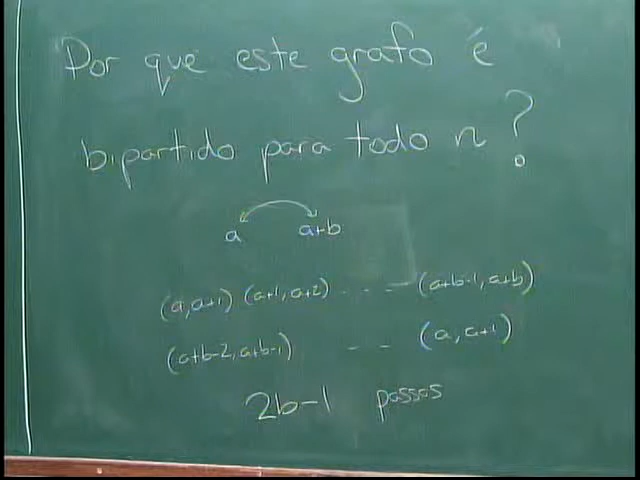 Por que este grafo é
bipartido para todo n?
a a+b
(a,a+1) (a+1,a+2) ... (a+b-1,a+b)
(a+b-2,a+b-1) ... (a,a+1)
2b-1 passos